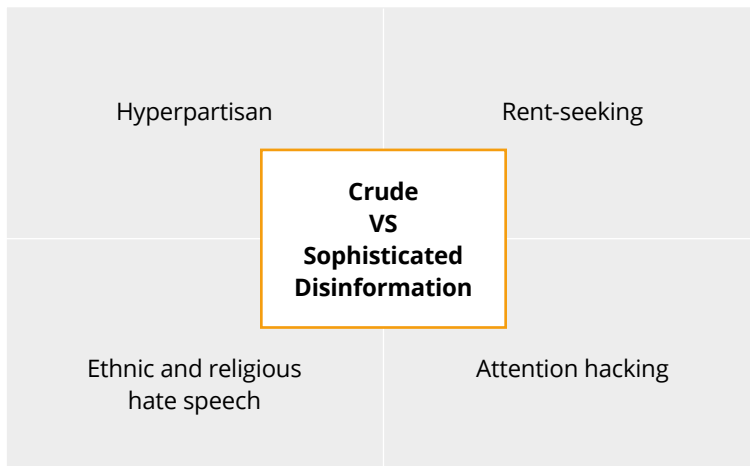 Hyperpartisan
Rent-seeking
Crude
VS
Sophisticated
Disinformation
Ethnic and religious
hate speech
Attention hacking